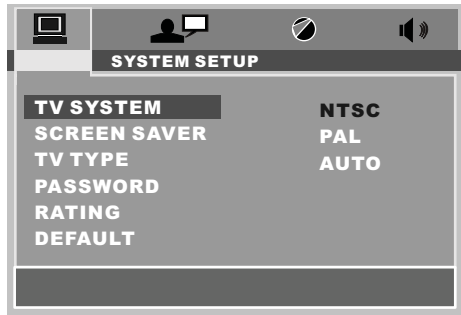 SYSTEM SETUP
TV SYSTEM NTSC
SCREEN SAVER PAL
TV TYPE AUTO
PASSWORD
RATING
DEFAULT